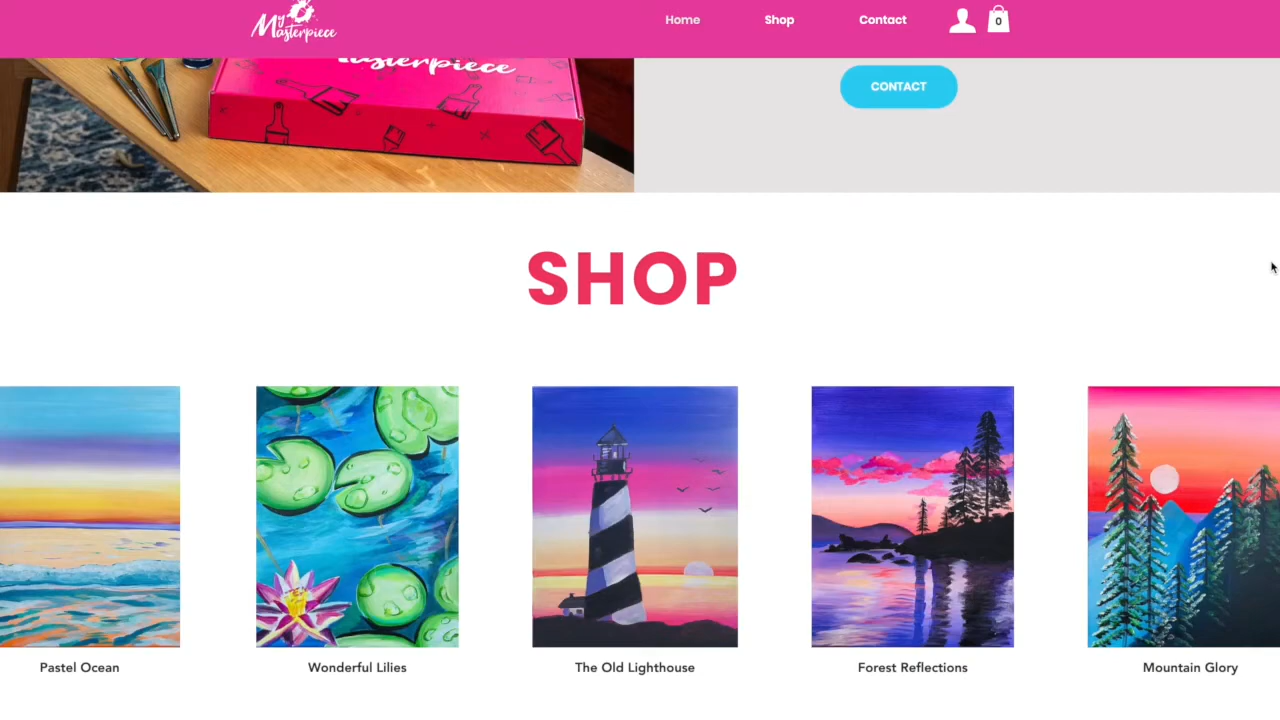 My
Masterpiece
Home
Shop
Contact
0
Masterpiece
CONTACT
SHOP
Pastel Ocean
Wonderful Lilies
The Old Lighthouse
Forest Reflections
Mountain Glory